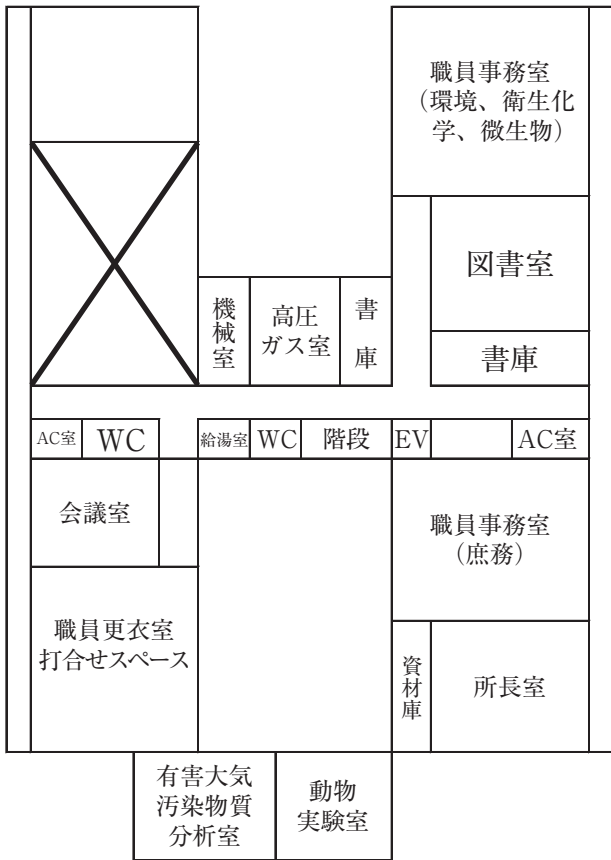 職員事務室
（環境、衛生化
学、微生物）
図書室
機械室
高圧
ガス室
書庫
書庫
AC室
WC
給湯室
WC
階段
EV
AC室
会議室
職員事務室
（庶務）
職員更衣室
打合せスペース
資材庫
所長室
有害大気
汚染物質
分析室
動物
実験室